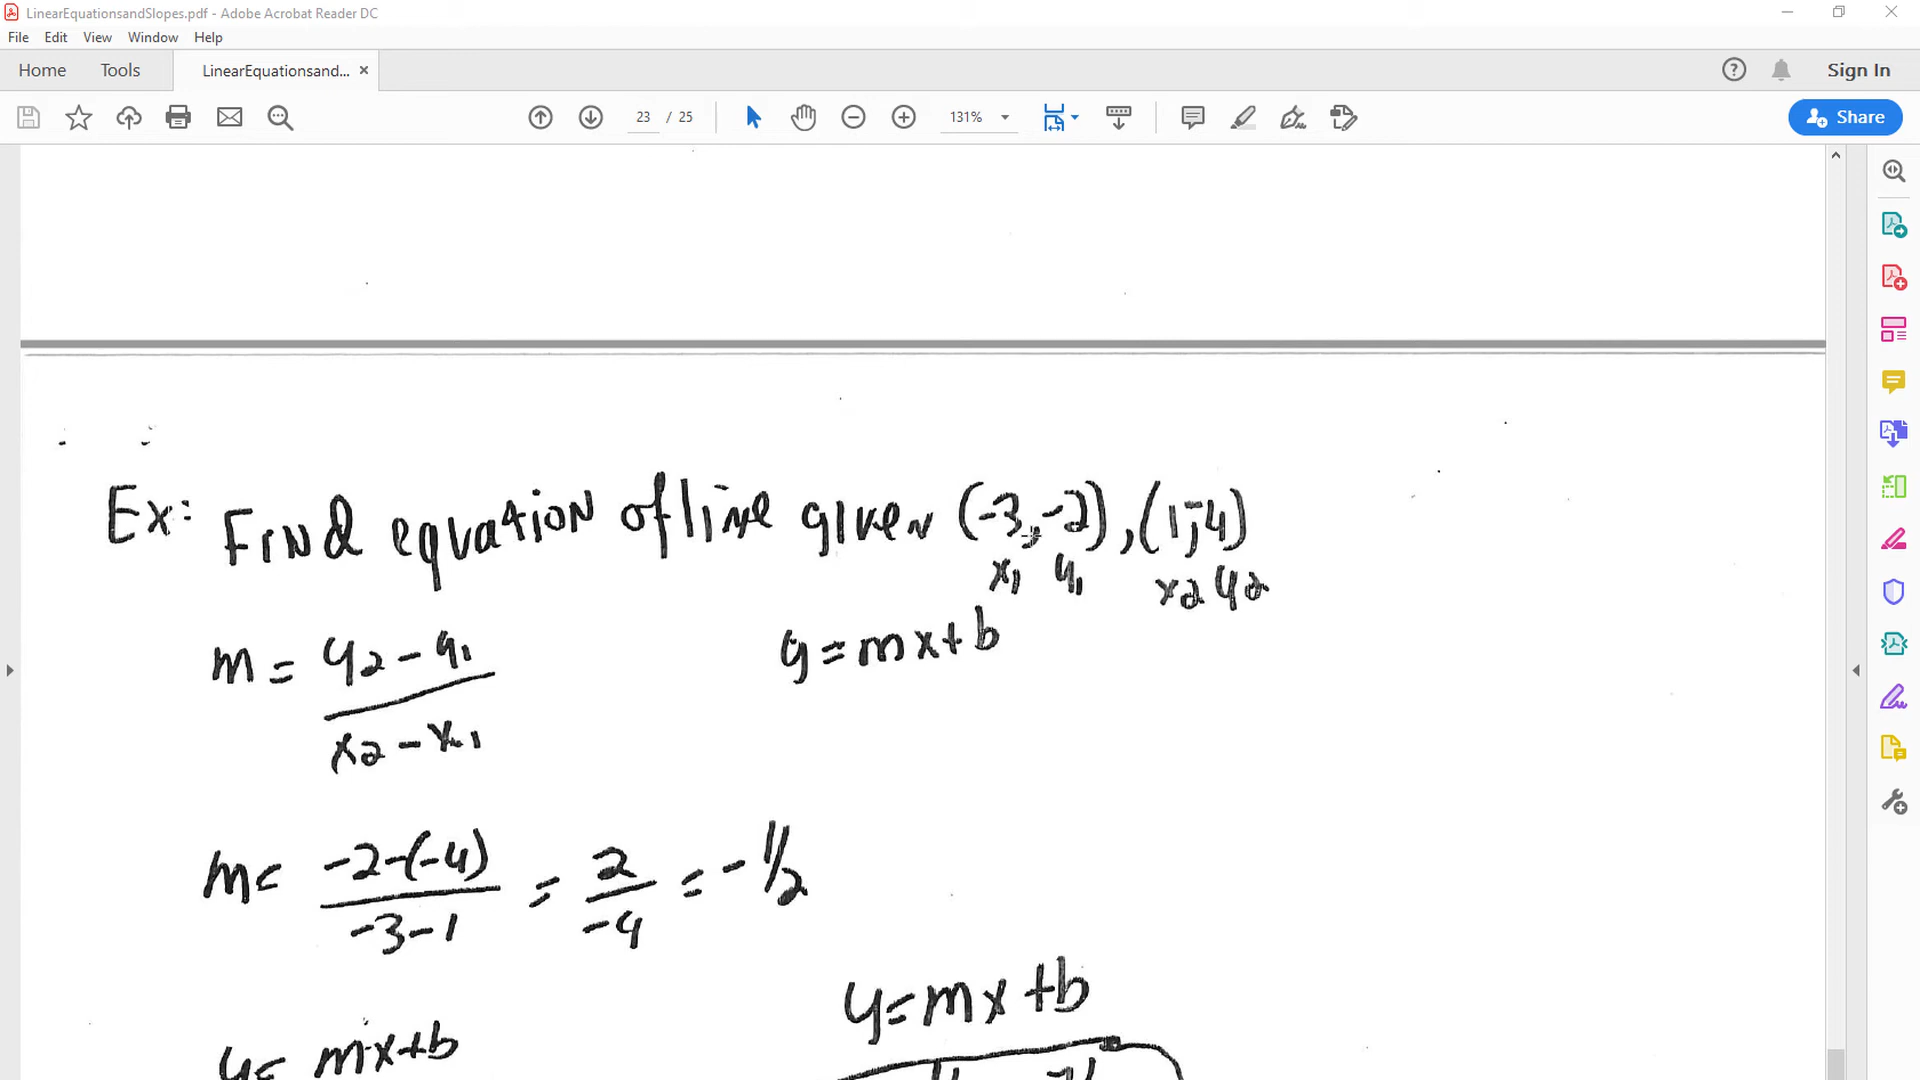 LinearEquationsandSlopes.pdf - Adobe Acrobat Reader DC
File Edit View Window Help
Home Tools LinearEquationsand... × Sign In
23 / 25 131% Share
Ex: Find equation of line given (-3,-2), (1,-4)
x1 y1 x2 y2
m = y2 - y1 / x2 - x1
y = mx + b
m = -2-(-4) / -3-1 = 2 / -4 = -1/2
y = mx + b
y = mx + b